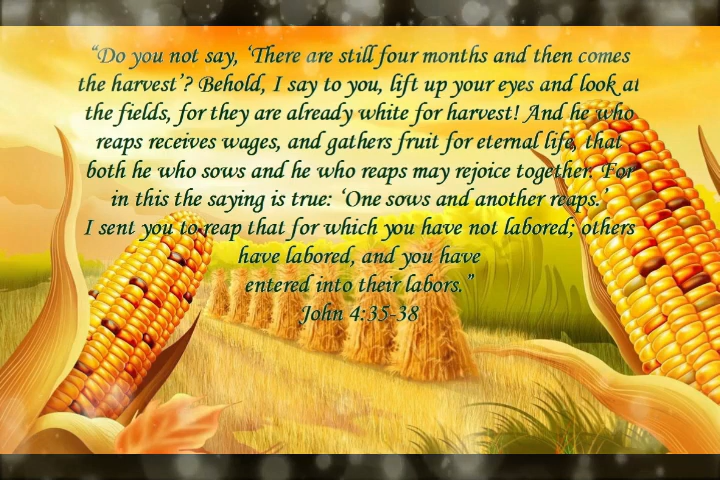 “Do you not say, ‘There are still four months and then comes
the harvest’? Behold, I say to you, lift up your eyes and look at
the fields, for they are already white for harvest! And he who
reaps receives wages, and gathers fruit for eternal life, that
both he who sows and he who reaps may rejoice together. For
in this the saying is true: ‘One sows and another reaps.’
I sent you to reap that for which you have not labored; others
have labored, and you have
entered into their labors.”
John 4:35-38